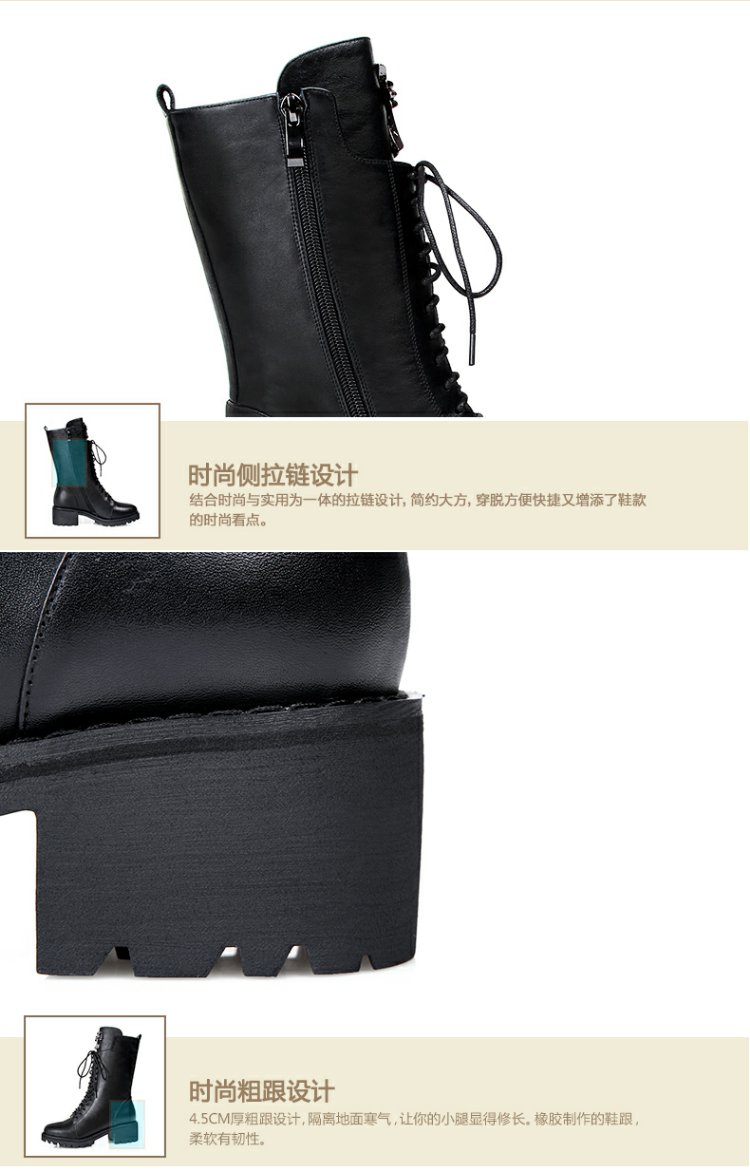 时尚侧拉链设计
结合时尚与实用为一体的拉链设计, 简约大方, 穿脱方便快捷又增添了鞋款
的时尚看点。
时尚粗跟设计
4.5CM厚粗跟设计, 隔离地面寒气, 让你的小腿显得修长。橡胶制作的鞋跟,
柔软有韧性。